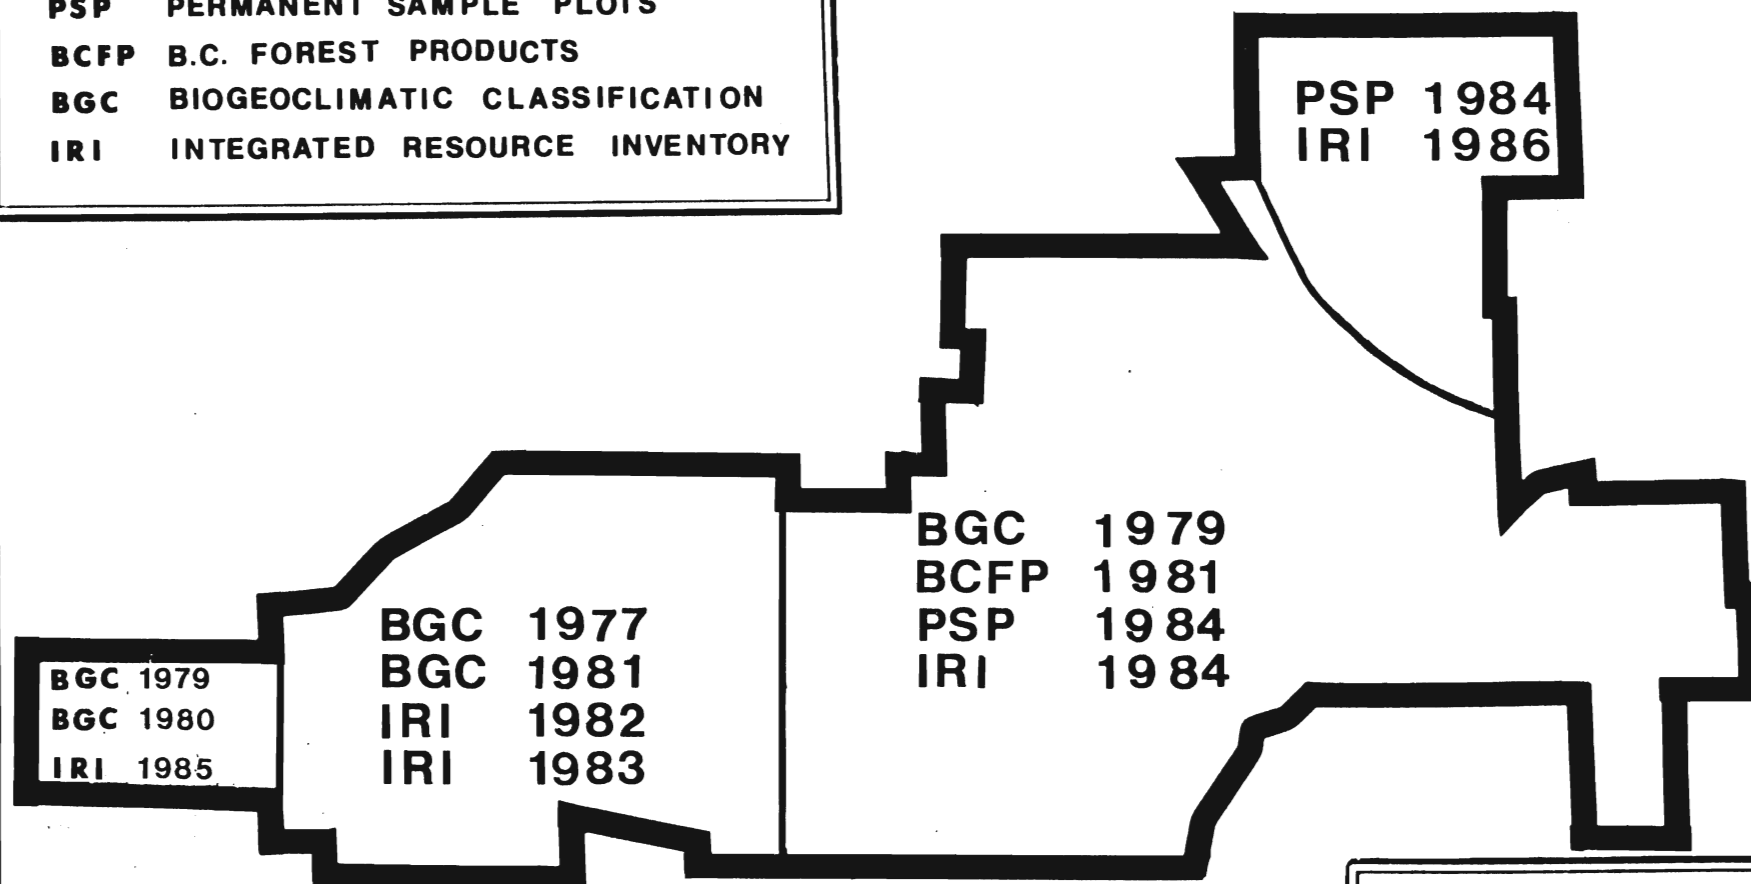 PSP PERMANENT SAMPLE PLOTS
BCFP B.C. FOREST PRODUCTS
BGC BIOGEOCLIMATIC CLASSIFICATION
IRI INTEGRATED RESOURCE INVENTORY
PSP 1984
IRI 1986
BGC 1979
BCFP 1981
PSP 1984
IRI 1984
BGC 1977
BGC 1981
IRI 1982
IRI 1983
BGC 1979
BGC 1980
IRI 1985